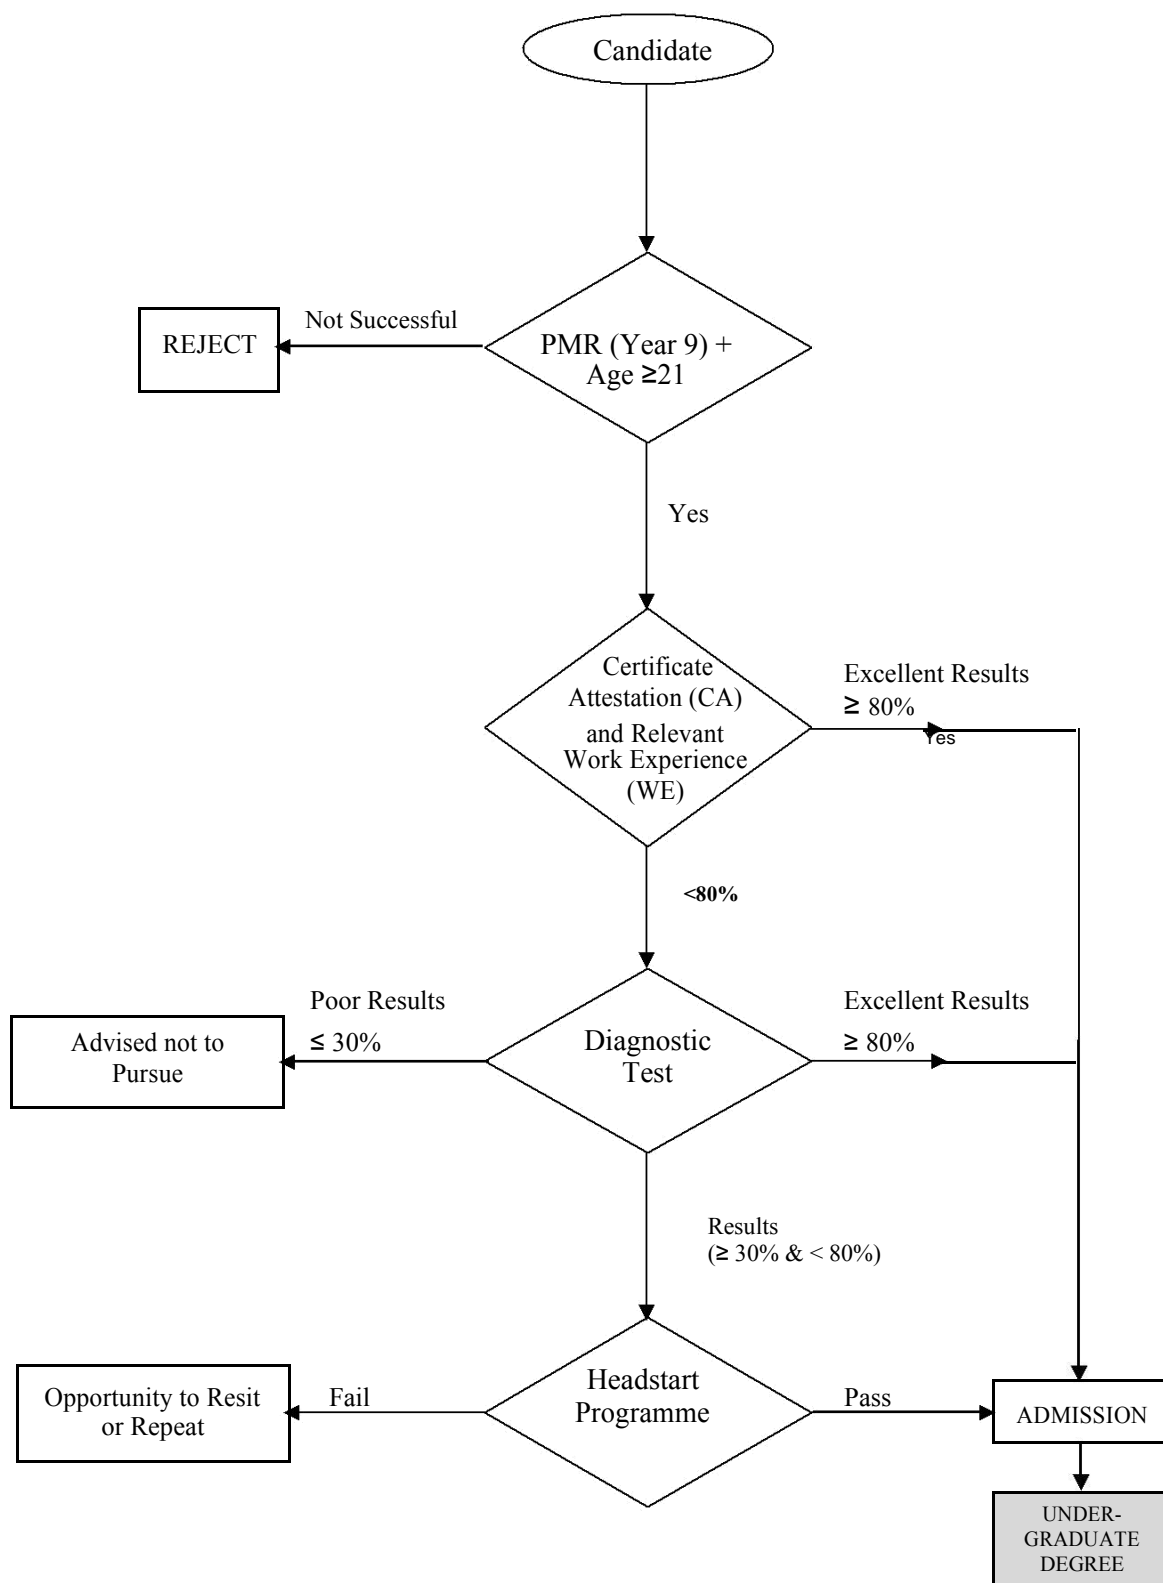 Candidate
Not Successful
REJECT
PMR (Year 9) +
Age ≥21
Yes
Certificate
Attestation (CA)
and Relevant
Work Experience
(WE)
Excellent Results
≥ 80%
Yes
<80%
Poor Results
≤ 30%
Advised not to
Pursue
Diagnostic
Test
Excellent Results
≥ 80%
Results
(≥ 30% & < 80%)
Opportunity to Resit
or Repeat
Fail
Headstart
Programme
Pass
ADMISSION
UNDER-
GRADUATE
DEGREE